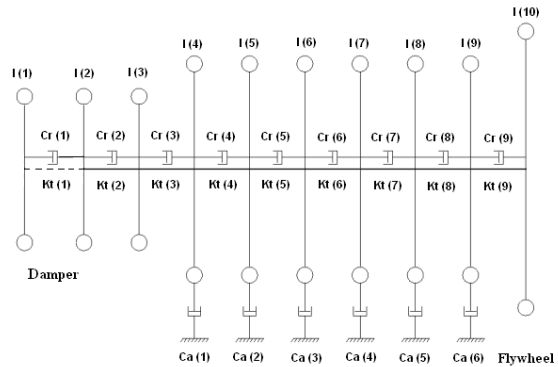 I (10)
I (4) I (5) I (6) I (7) I (8) I (9)
I (1) I (2) I (3)
Cr (1) Cr (2) Cr (3) Cr (4) Cr (5) Cr (6) Cr (7) Cr (8) Cr (9)
Kt (1) Kt (2) Kt (3) Kt (4) Kt (5) Kt (6) Kt (7) Kt (8) Kt (9)
Damper
Ca (1) Ca (2) Ca (3) Ca (4) Ca (5) Ca (6) Flywheel